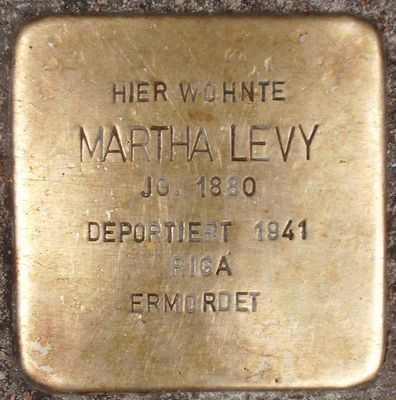 HIER WOHNTE
MARTHA LEVY
JG. 1880
DEPORTIERT 1941
RIGA
ERMORDET